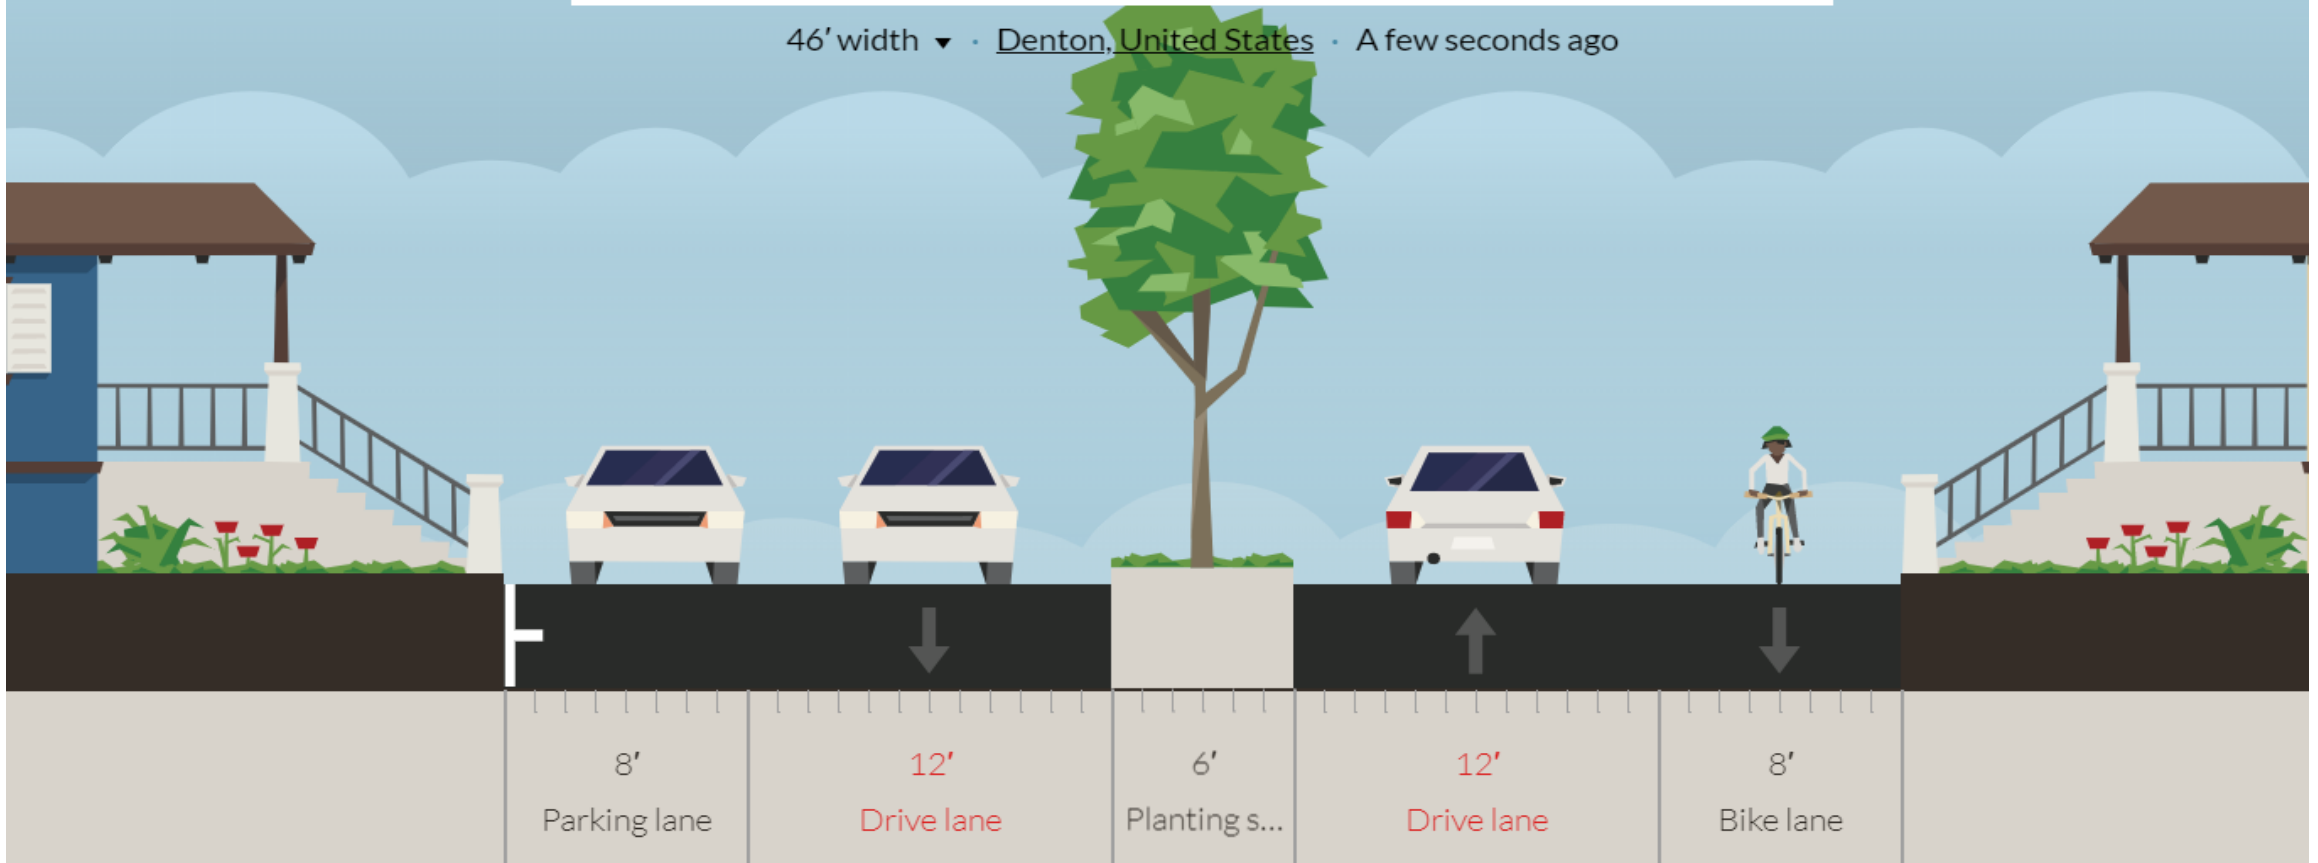 46′ width · Denton, United States · A few seconds ago
8′ 12′ 6′ 12′ 8′
Parking lane Drive lane Planting s... Drive lane Bike lane